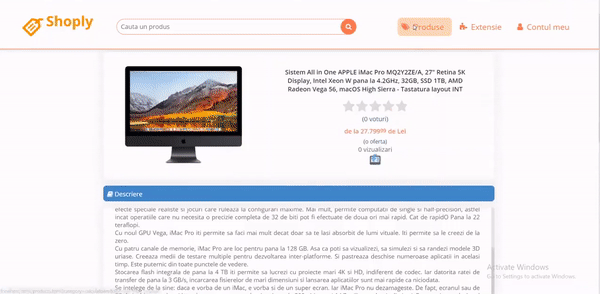 Shoply
Cauta un produs
Produse
Extensie
Contul meu
Sistem All in One APPLE iMac Pro MQ2Y2ZE/A, 27" Retina 5K
Display, Intel Xeon W pana la 4.2GHz, 32GB, SSD 1TB, AMD
Radeon Vega 56, macOS High Sierra - Tastatura layout INT
(0 voturi)
de la 27.799⁹⁹ de Lei
(0 oferta)
0 vizualizari
Descriere
efecte speciale realiste si jocuri care ruleaza la configurari maxime. Mai mult, permite computatii de single si half-precision, astfel
incat operatiile care nu necesita o precizie completa de 32 de biti pot fi efectuate de doua ori mai rapid. Cat de rapidO Pana la 22
teraflopi.
Cu noul GPU Vega, iMac Pro iti permite sa faci mai mult decat doar sa te lasi absorbit de lumi vituale. Iti permite sa le creezi de la
zero.
Cu patru canale de memorie, iMac Pro are loc pentru pana la 128 GB. Asa ca poti sa vizualizezi, sa simulezi si sa randezi modele 3D
uriase. Creeaza medii de testare multiple pentru dezvoltarea inter-platforme. Si pastreaza deschise numeroase aplicatii in acelasi
timp. Este puternic din toate punctele de vedere.
Stocarea flash integrala de pana la 4 TB iti permite sa lucrezi cu proiecte mari 4K si HD, indiferent de codec. Iar datorita ratei de
transfer de pana la 3 GB/s, incarcarea fisierelor de mari dimensiuni si lansarea aplicatiilor sunt mai rapide ca niciodata.
Se intelege de la sine: daca e vorba de un iMac, e vorba si de un super ecran. Iar iMac Pro nu dezamageste. De fapt, ecranul sau de
Activate Windows
Go to Settings to activate Windows.